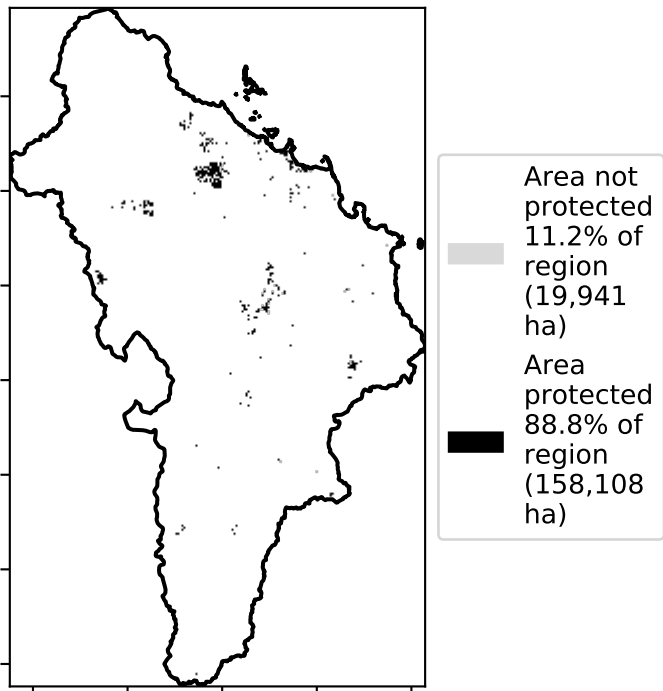 Area not
protected
11.2% of
region
(19,941
ha)
Area
protected
88.8% of
region
(158,108
ha)